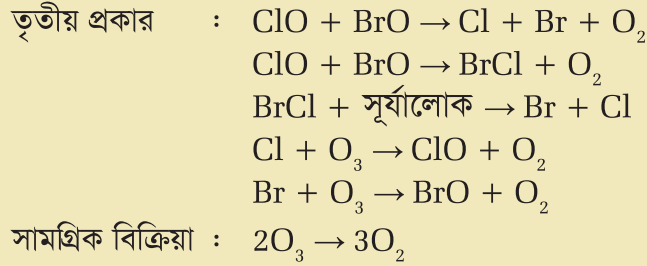 তৃতীয় প্রকার : ClO + BrO → Cl + Br + O₂
ClO + BrO → BrCl + O₂
BrCl + সূর্যালোক → Br + Cl
Cl + O₃ → ClO + O₂
Br + O₃ → BrO + O₂
সামগ্রিক বিক্রিয়া : 2O₃ → 3O₂